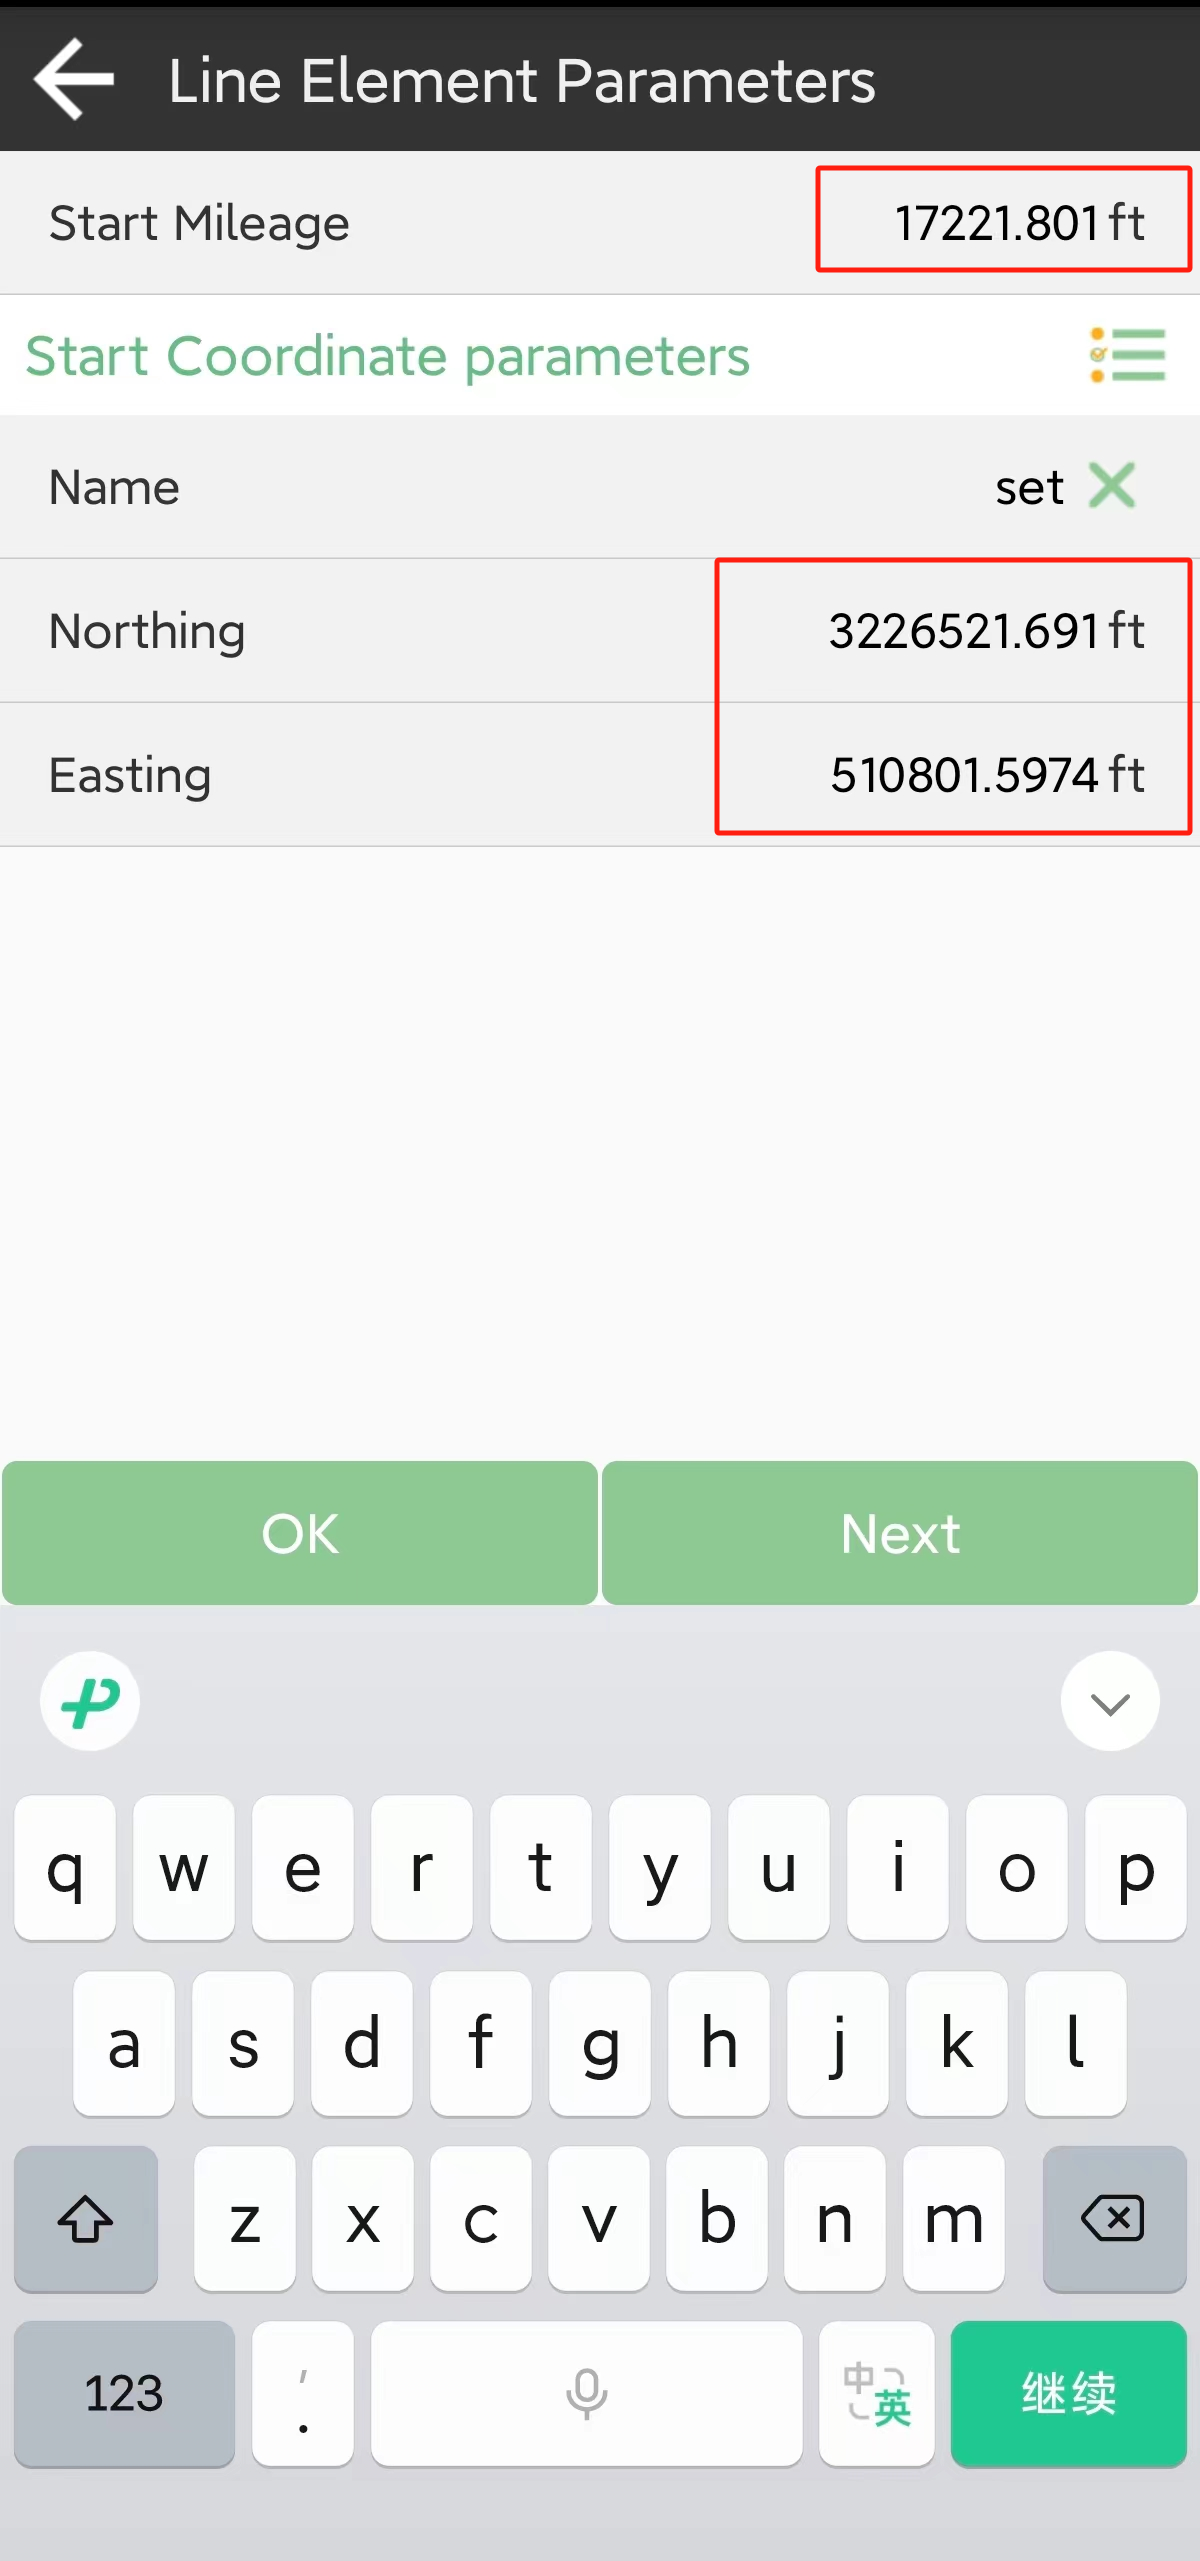 Line Element Parameters
Start Mileage 17221.801 ft
Start Coordinate parameters
Name set
Northing 3226521.691 ft
Easting 510801.5974 ft
OK Next
q w e r t y u i o p
a s d f g h j k l
z x c v b n m
123 , . 中 英 继续